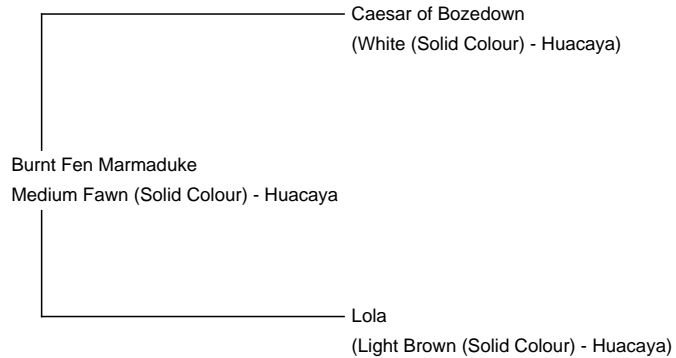 Caesar of Bozedown
(White (Solid Colour) - Huacaya)
Burnt Fen Marmaduke
Medium Fawn (Solid Colour) - Huacaya
Lola
(Light Brown (Solid Colour) - Huacaya)